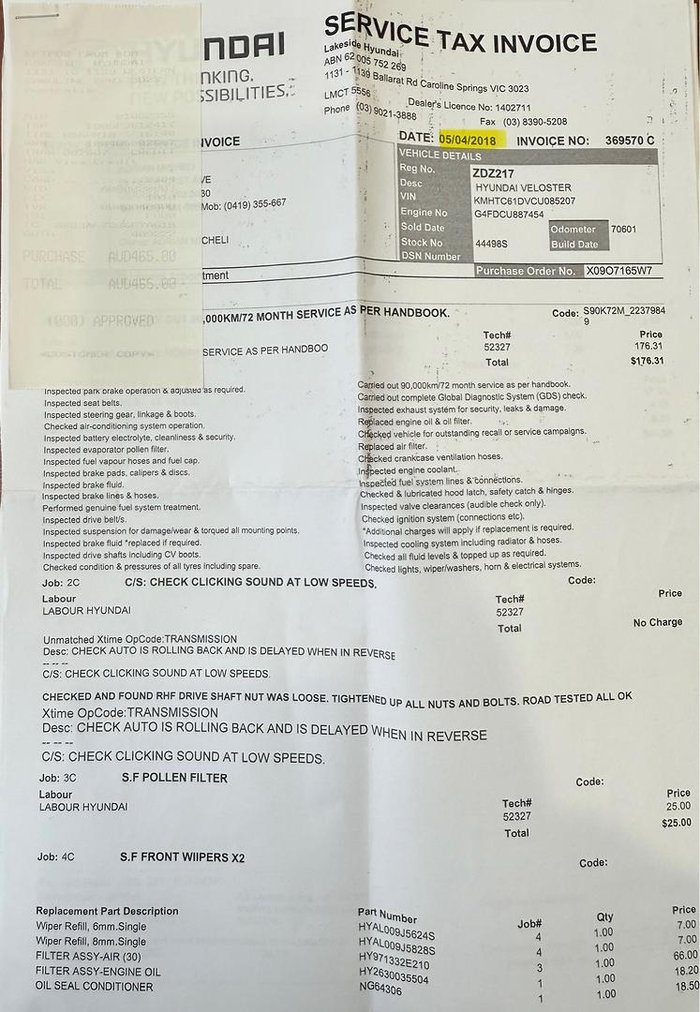 SERVICE TAX INVOICE
NDAI
NKING.
SSIBILITIES.
Lakeside Hyundai
ABN 62 005 752 269
1131 - 1139 Ballarat Rd Caroline Springs VIC 3023
LMCT 5556
Dealer's Licence No: 1402711
Phone (03) 9021-3888
Fax (03) 8390-5208
DATE: 05/04/2018 INVOICE NO: 369570 C
VOICE
VEHICLE DETAILS
Reg No. ZDZ217
Desc HYUNDAI VELOSTER
VIN KMHTC61DVCU085207
Engine No G4FDCU887454
Sold Date Odometer 70601
Stock No 44498S Build Date
DSN Number
Purchase Order No. X09O7165W7
VE
30
Mob: (0419) 355-667
CHELI
tment
PURCHASE AUD465.00
TOTAL AUD465.00
APPROVED
,000KM/72 MONTH SERVICE AS PER HANDBOOK. Code: S90K72M_2237984
9
Tech# Price
SERVICE AS PER HANDBOO 52327 176.31
Total $176.31
Inspected park brake operation & adjusted as required.
Inspected seat belts.
Inspected steering gear, linkage & boots.
Checked air-conditioning system operation.
Inspected battery electrolyte, cleanliness & security.
Inspected evaporator pollen filter.
Inspected fuel vapour hoses and fuel cap.
Inspected brake pads, calipers & discs.
Inspected brake fluid.
Inspected brake lines & hoses.
Performed genuine fuel system treatment.
Inspected drive belt/s.
Inspected suspension for damage/wear & torqued all mounting points.
Inspected brake fluid *replaced if required.
Inspected drive shafts including CV boots.
Checked condition & pressures of all tyres including spare.
Carried out 90,000km/72 month service as per handbook.
Carried out complete Global Diagnostic System (GDS) check.
Inspected exhaust system for security, leaks & damage.
Replaced engine oil & oil filter.
Checked vehicle for outstanding recall or service campaigns.
Replaced air filter.
Checked crankcase ventilation hoses.
Inspected engine coolant.
Inspected fuel system lines & connections.
Checked & lubricated hood latch, safety catch & hinges.
Inspected valve clearances (audible check only).
Checked ignition system (connections etc).
*Additional charges will apply if replacement is required.
Inspected cooling system including radiator & hoses.
Checked all fluid levels & topped up as required.
Checked lights, wiper/washers, horn & electrical systems.
Job: 2C C/S: CHECK CLICKING SOUND AT LOW SPEEDS. Code:
Labour Tech# Price
LABOUR HYUNDAI 52327
Total No Charge
Unmatched Xtime OpCode:TRANSMISSION
Desc: CHECK AUTO IS ROLLING BACK AND IS DELAYED WHEN IN REVERSE
-- -- --
C/S: CHECK CLICKING SOUND AT LOW SPEEDS.
CHECKED AND FOUND RHF DRIVE SHAFT NUT WAS LOOSE. TIGHTENED UP ALL NUTS AND BOLTS. ROAD TESTED ALL OK
Xtime OpCode:TRANSMISSION
Desc: CHECK AUTO IS ROLLING BACK AND IS DELAYED WHEN IN REVERSE
-- -- --
C/S: CHECK CLICKING SOUND AT LOW SPEEDS.
Job: 3C S.F POLLEN FILTER Code:
Labour Tech# Price
LABOUR HYUNDAI 52327 25.00
Total $25.00
Job: 4C S.F FRONT WIIPERS X2 Code:
Replacement Part Description Part Number Job# Qty Price
Wiper Refill, 6mm.Single HYAL009J5624S 4 1.00 7.00
Wiper Refill, 8mm.Single HYAL009J5828S 4 1.00 7.00
FILTER ASSY-AIR (30) HY971332E210 3 1.00 66.00
FILTER ASSY-ENGINE OIL HY2630035504 1 1.00 18.20
OIL SEAL CONDITIONER NG64306 1 1.00 18.50